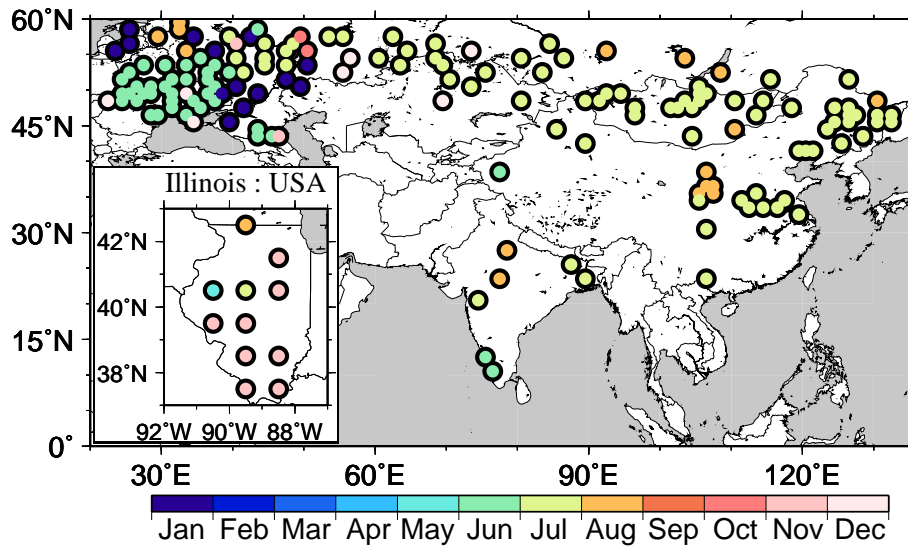 60˚N
45˚N
30˚N
15˚N
0˚
Illinois : USA
42˚N
40˚N
38˚N
92˚W 90˚W 88˚W
30˚E 60˚E 90˚E 120˚E
Jan Feb Mar Apr May Jun Jul Aug Sep Oct Nov Dec